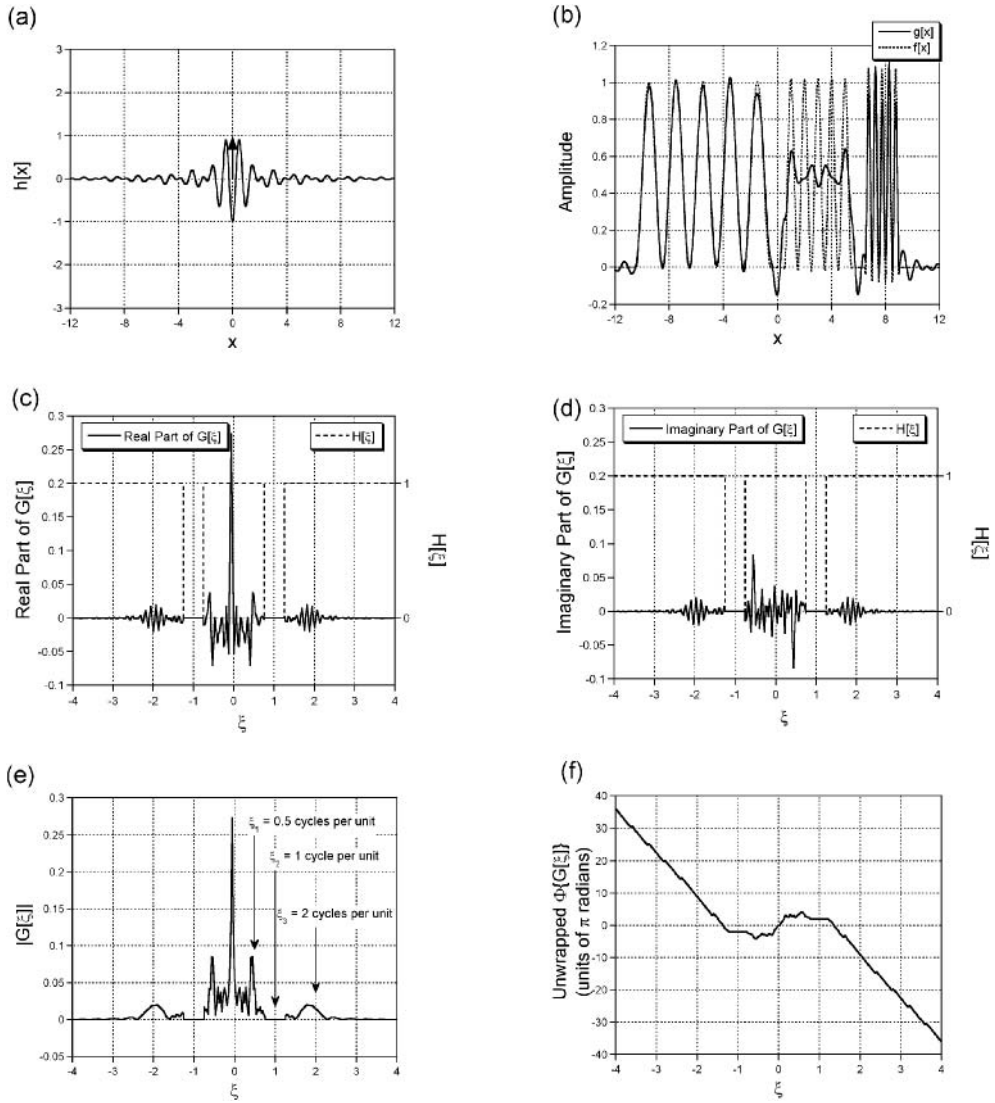 (a)
3
2
1
0
-1
-2
-3
h[x]
-12 -8 -4 0 4 8 12
x
(b)
g[x]
f[x]
1.2
1
0.8
0.6
0.4
0.2
0
-0.2
Amplitude
-12 -8 -4 0 4 8 12
x
(c)
Real Part of G[ξ]
H[ξ]
0.3
0.25
0.2
0.15
0.1
0.05
0
-0.05
-0.1
1
0
Real Part of G[ξ]
H[ξ]
-4 -3 -2 -1 0 1 2 3 4
ξ
(d)
Imaginary Part of G[ξ]
H[ξ]
0.3
0.25
0.2
0.15
0.1
0.05
0
-0.05
-0.1
1
0
Imaginary Part of G[ξ]
H[ξ]
-4 -3 -2 -1 0 1 2 3 4
ξ
(e)
0.3
0.25
0.2
0.15
0.1
0.05
0
-0.05
|G[ξ]|
ξ₁ = 0.5 cycles per unit
ξ₂ = 1 cycle per unit
ξ₃ = 2 cycles per unit
-4 -3 -2 -1 0 1 2 3 4
ξ
(f)
40
30
20
10
0
-10
-20
-30
-40
Unwrapped Φ{G[ξ]}
(units of π radians)
-4 -3 -2 -1 0 1 2 3 4
ξ